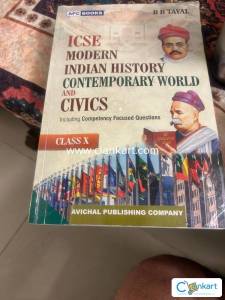 APC BOOKS
B B TAYAL
ICSE
MODERN
INDIAN HISTORY
CONTEMPORARY WORLD
AND
CIVICS
Including Competency Focused Questions
CLASS X
www.clankart.com
AVICHAL PUBLISHING COMPANY
Clankart